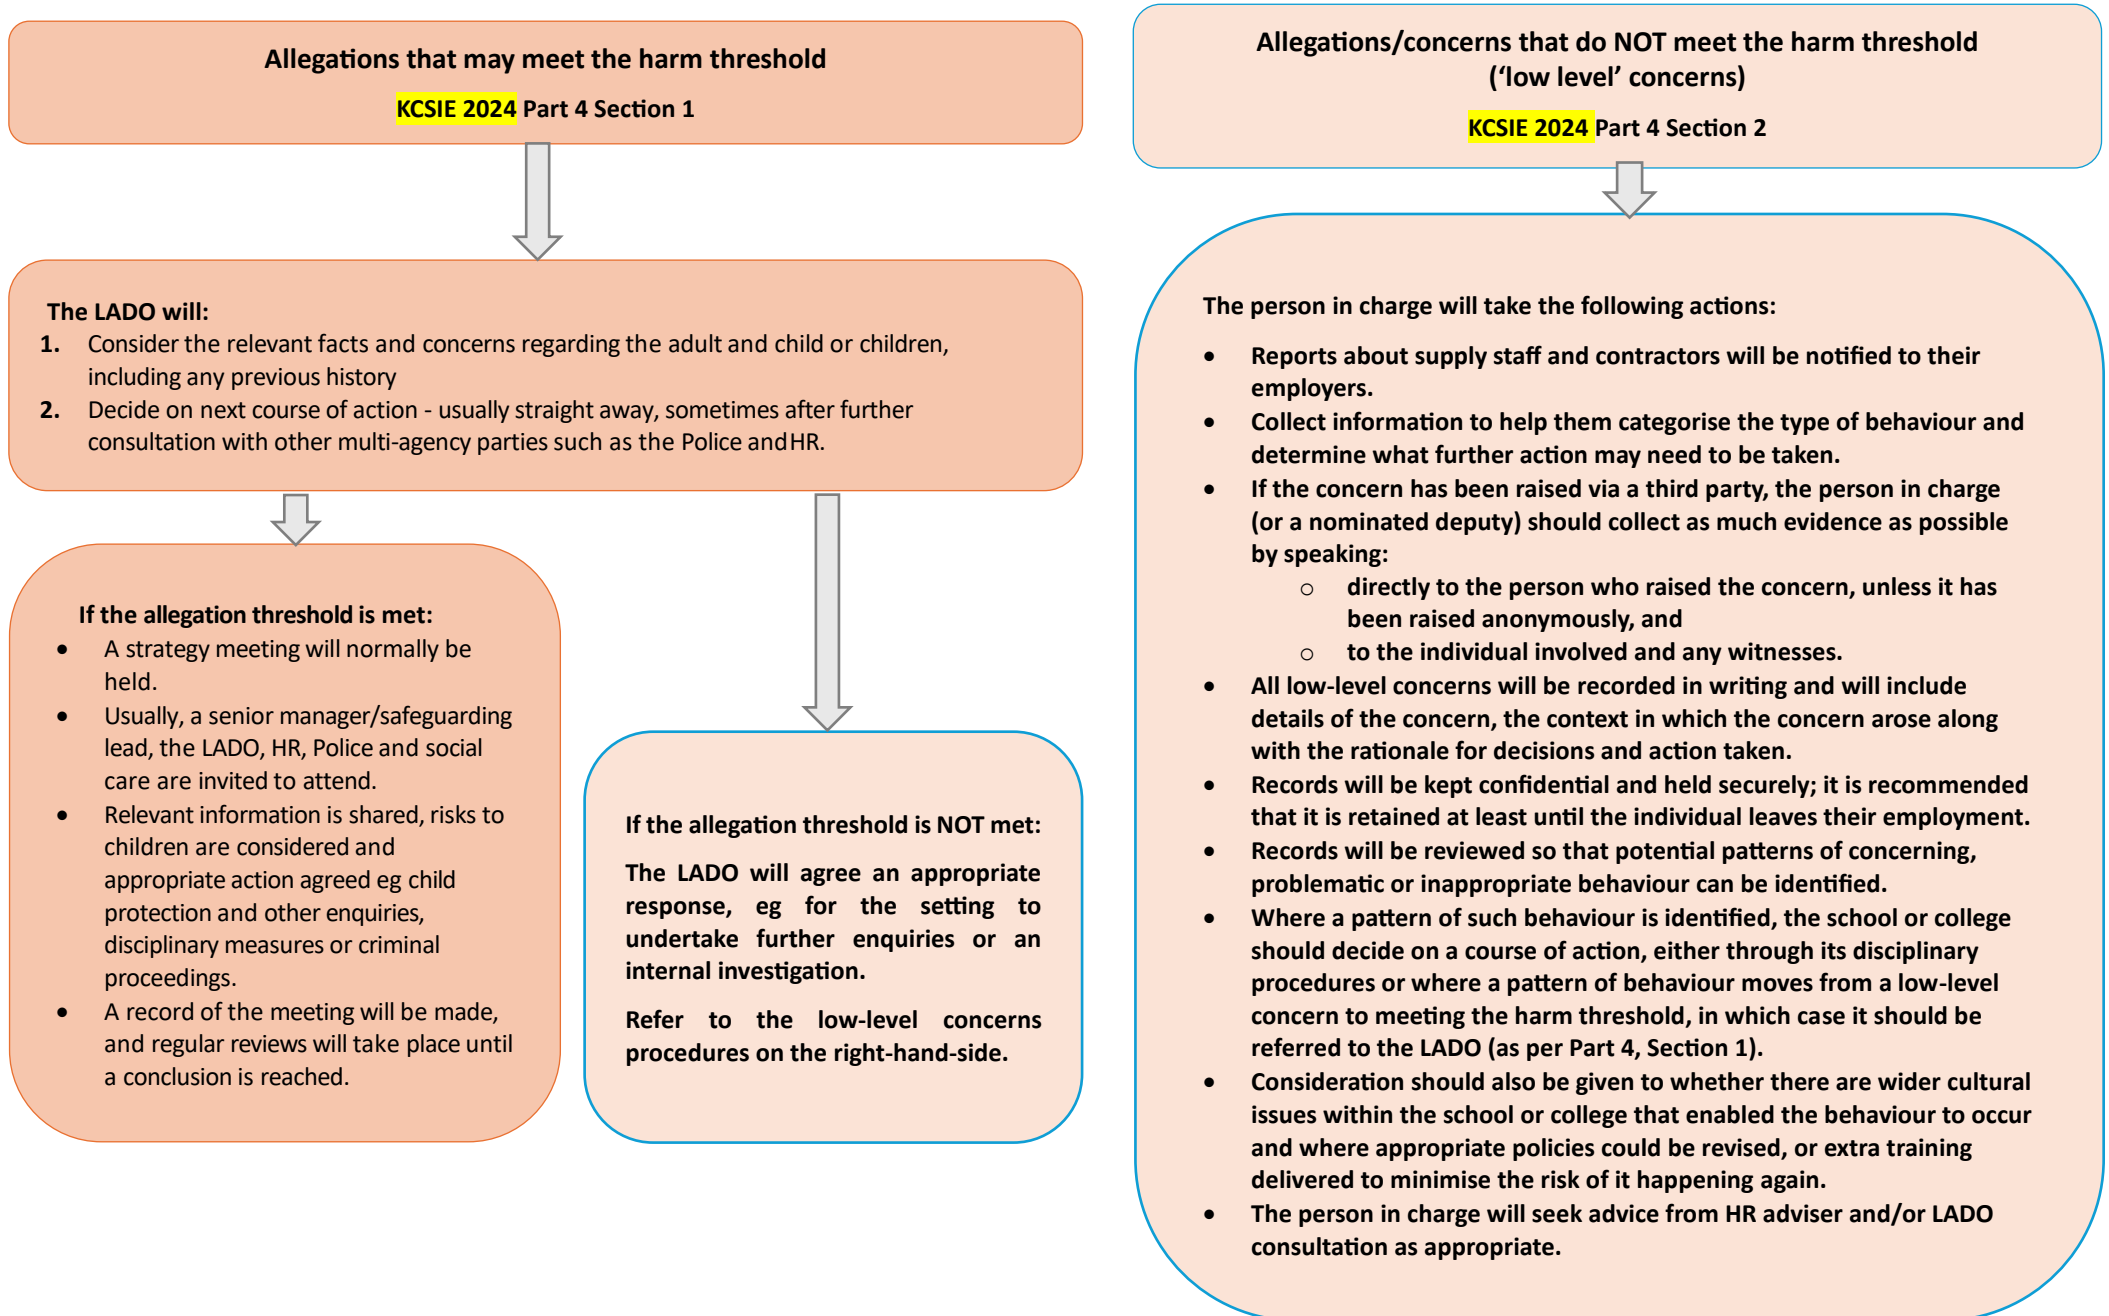 Allegations that may meet the harm threshold
KCSIE 2024 Part 4 Section 1
The LADO will:
1. Consider the relevant facts and concerns regarding the adult and child or children,
including any previous history
2. Decide on next course of action - usually straight away, sometimes after further
consultation with other multi-agency parties such as the Police andHR.
If the allegation threshold is met:
• A strategy meeting will normally be
held.
• Usually, a senior manager/safeguarding
lead, the LADO, HR, Police and social
care are invited to attend.
• Relevant information is shared, risks to
children are considered and
appropriate action agreed eg child
protection and other enquiries,
disciplinary measures or criminal
proceedings.
• A record of the meeting will be made,
and regular reviews will take place until
a conclusion is reached.
If the allegation threshold is NOT met:
The LADO will agree an appropriate
response, eg for the setting to
undertake further enquiries or an
internal investigation.
Refer to the low-level concerns
procedures on the right-hand-side.
Allegations/concerns that do NOT meet the harm threshold
(‘low level’ concerns)
KCSIE 2024 Part 4 Section 2
The person in charge will take the following actions:
• Reports about supply staff and contractors will be notified to their
employers.
• Collect information to help them categorise the type of behaviour and
determine what further action may need to be taken.
• If the concern has been raised via a third party, the person in charge
(or a nominated deputy) should collect as much evidence as possible
by speaking:
o directly to the person who raised the concern, unless it has
been raised anonymously, and
o to the individual involved and any witnesses.
• All low-level concerns will be recorded in writing and will include
details of the concern, the context in which the concern arose along
with the rationale for decisions and action taken.
• Records will be kept confidential and held securely; it is recommended
that it is retained at least until the individual leaves their employment.
• Records will be reviewed so that potential patterns of concerning,
problematic or inappropriate behaviour can be identified.
• Where a pattern of such behaviour is identified, the school or college
should decide on a course of action, either through its disciplinary
procedures or where a pattern of behaviour moves from a low-level
concern to meeting the harm threshold, in which case it should be
referred to the LADO (as per Part 4, Section 1).
• Consideration should also be given to whether there are wider cultural
issues within the school or college that enabled the behaviour to occur
and where appropriate policies could be revised, or extra training
delivered to minimise the risk of it happening again.
• The person in charge will seek advice from HR adviser and/or LADO
consultation as appropriate.